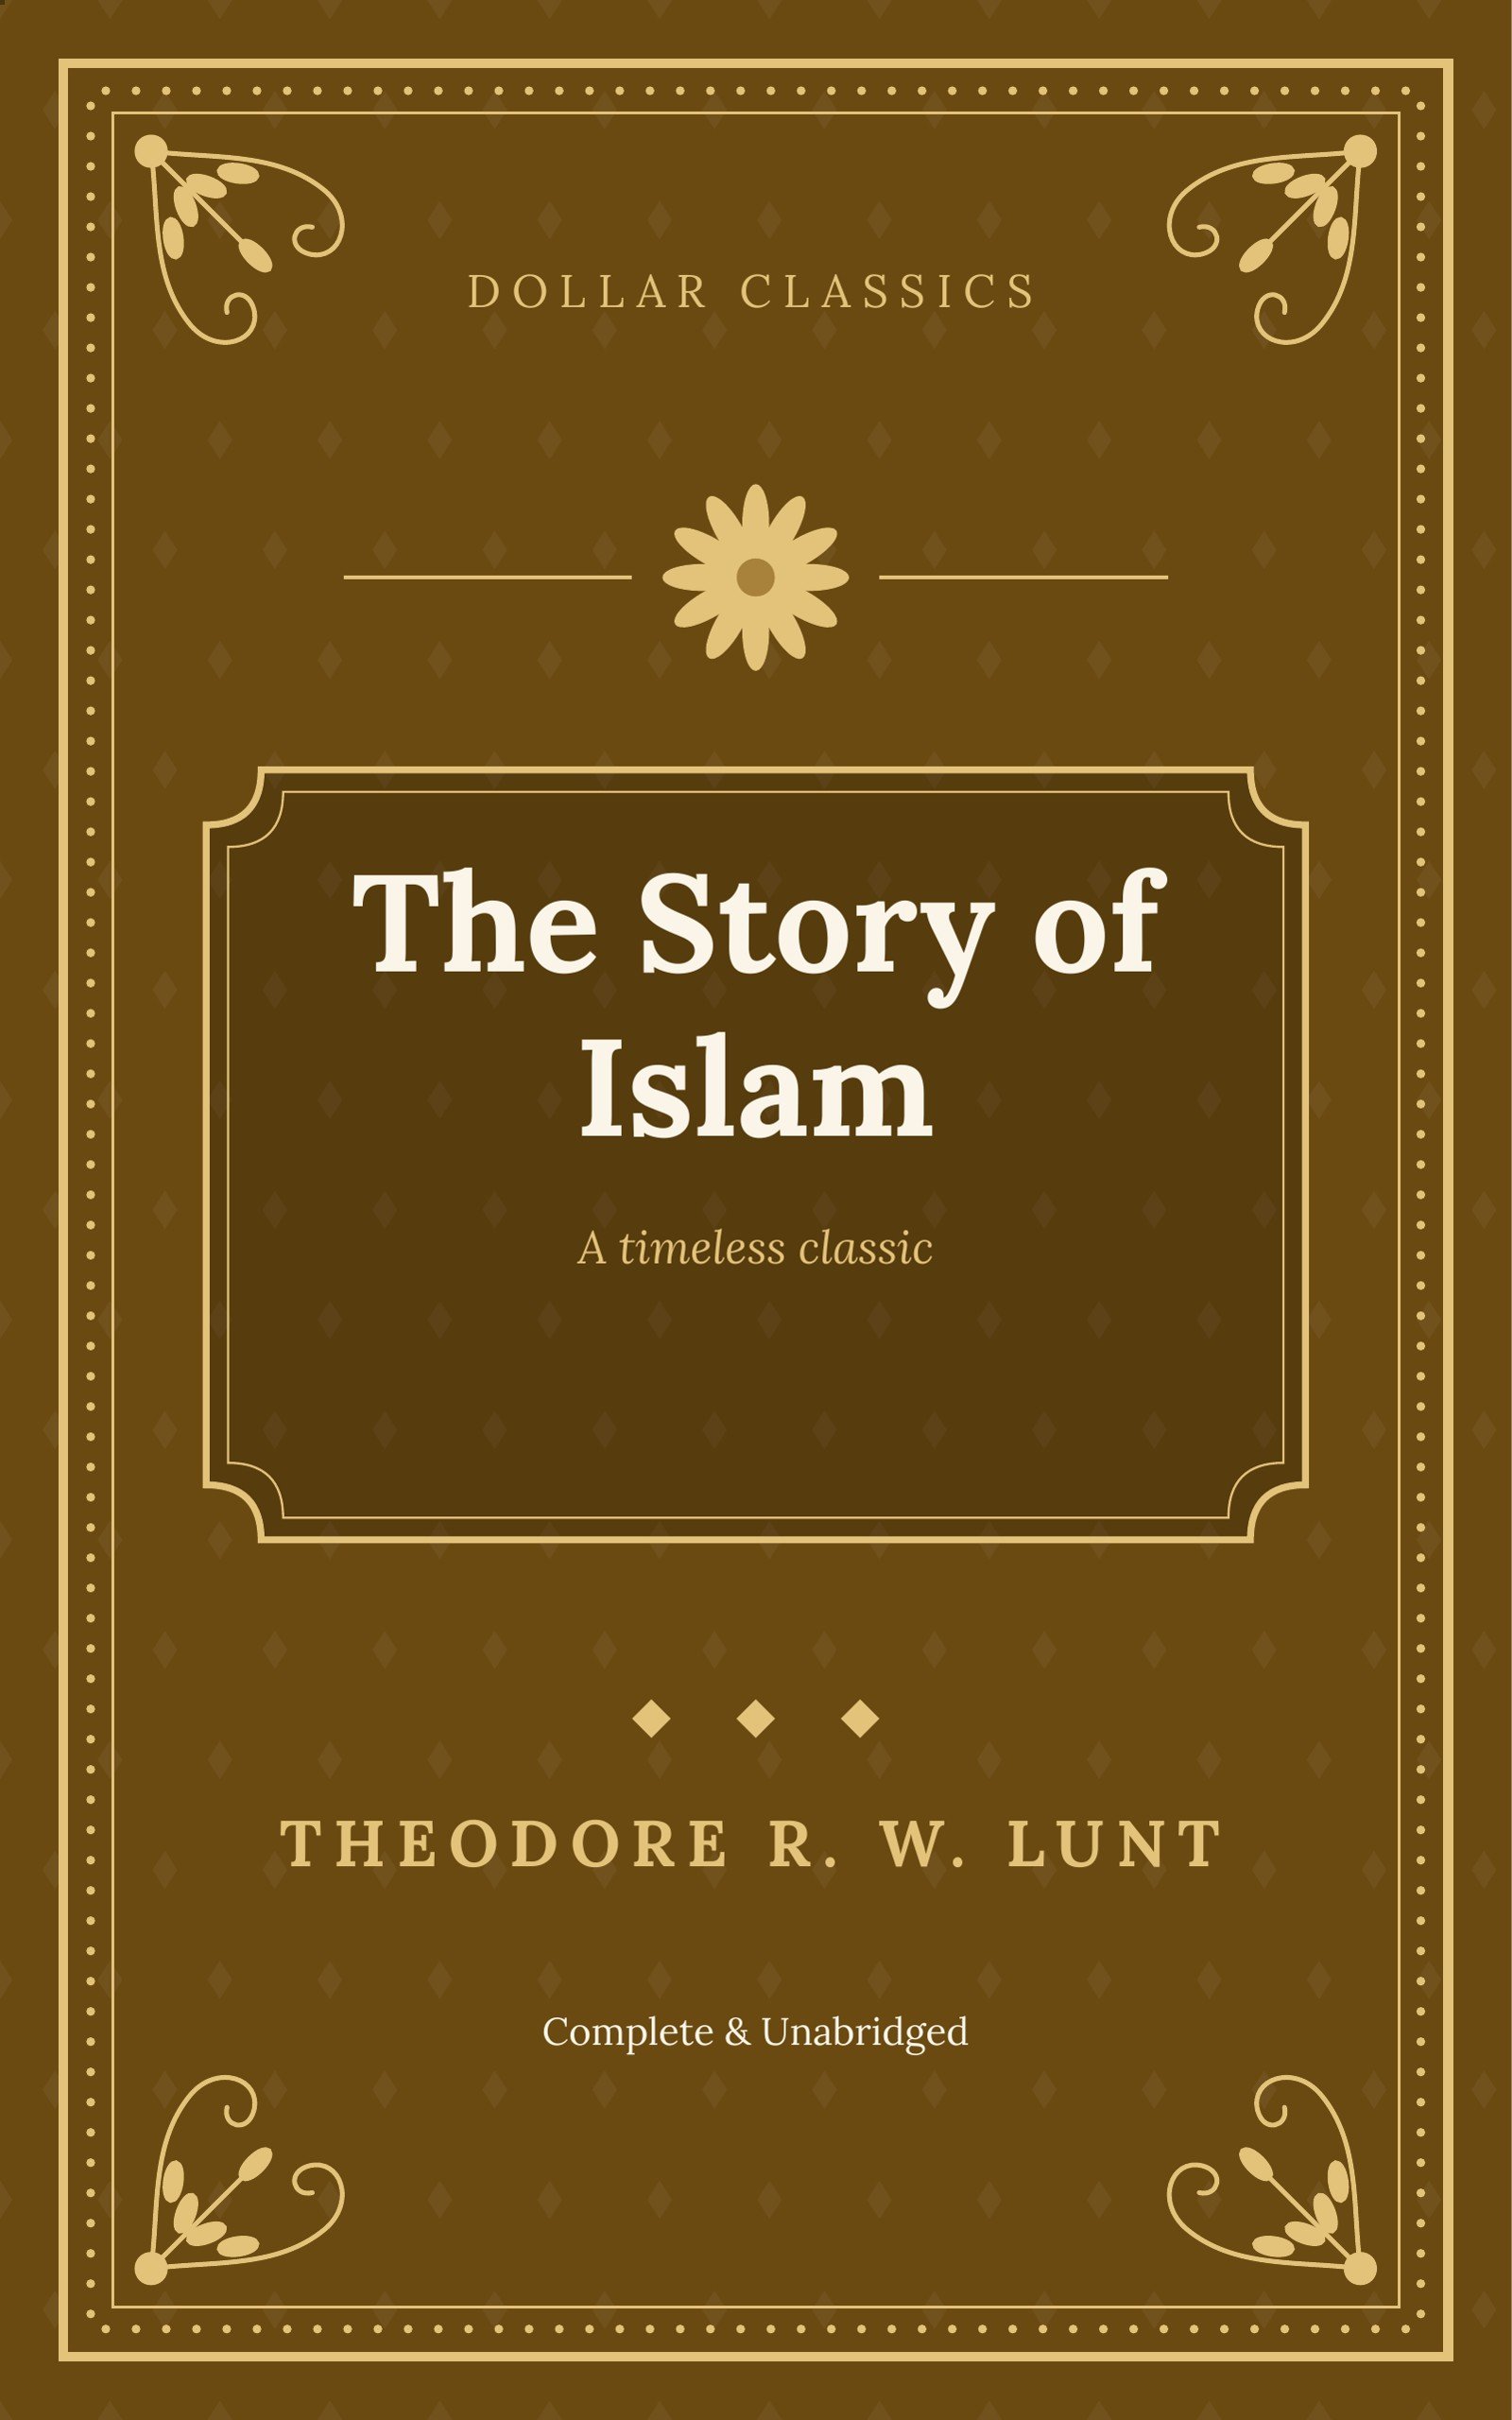 DOLLAR CLASSICS
The Story of
Islam
A timeless classic
THEODORE R. W. LUNT
Complete & Unabridged